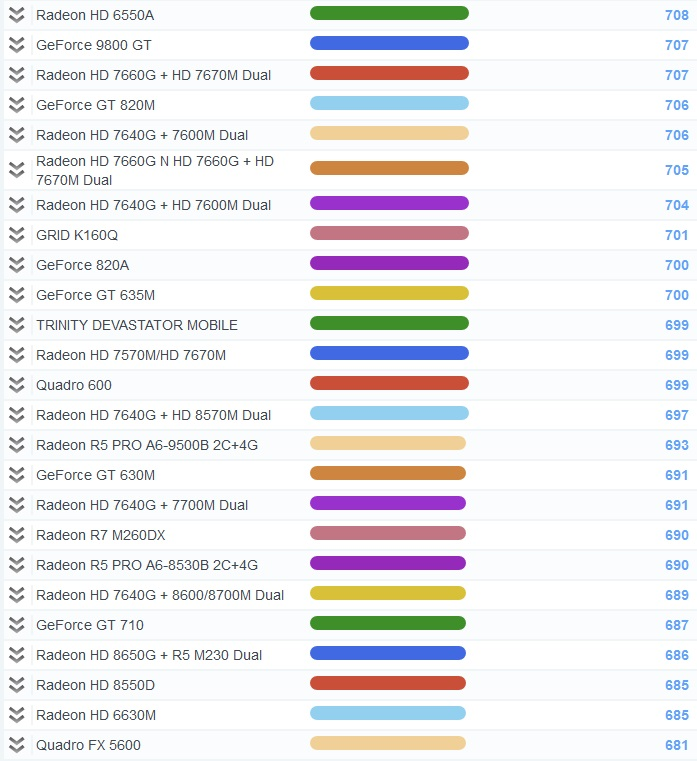 Radeon HD 6550A 708
GeForce 9800 GT 707
Radeon HD 7660G + HD 7670M Dual 707
GeForce GT 820M 706
Radeon HD 7640G + 7600M Dual 706
Radeon HD 7660G N HD 7660G + HD
7670M Dual 705
Radeon HD 7640G + HD 7600M Dual 704
GRID K160Q 701
GeForce 820A 700
GeForce GT 635M 700
TRINITY DEVASTATOR MOBILE 699
Radeon HD 7570M/HD 7670M 699
Quadro 600 699
Radeon HD 7640G + HD 8570M Dual 697
Radeon R5 PRO A6-9500B 2C+4G 693
GeForce GT 630M 691
Radeon HD 7640G + 7700M Dual 691
Radeon R7 M260DX 690
Radeon R5 PRO A6-8530B 2C+4G 690
Radeon HD 7640G + 8600/8700M Dual 689
GeForce GT 710 687
Radeon HD 8650G + R5 M230 Dual 686
Radeon HD 8550D 685
Radeon HD 6630M 685
Quadro FX 5600 681